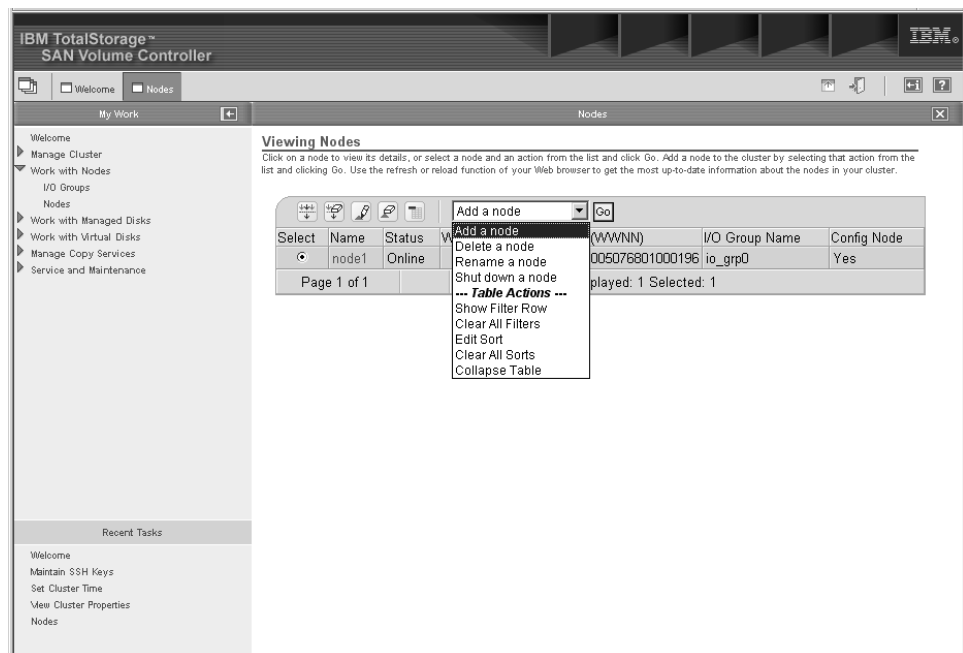 IBM TotalStorage™
SAN Volume Controller
IBM®
Welcome
Nodes
My Work
Nodes
Welcome
Manage Cluster
Work with Nodes
I/O Groups
Nodes
Work with Managed Disks
Work with Virtual Disks
Manage Copy Services
Service and Maintenance
Viewing Nodes
Click on a node to view its details, or select a node and an action from the list and click Go. Add a node to the cluster by selecting that action from the
list and clicking Go. Use the refresh or reload function of your Web browser to get the most up-to-date information about the nodes in your cluster.
Add a node Go
Select Name Status W (WWNN) I/O Group Name Config Node
node1 Online 005076801000196 io_grp0 Yes
Page 1 of 1 played: 1 Selected: 1
Add a node
Delete a node
Rename a node
Shut down a node
--- Table Actions ---
Show Filter Row
Clear All Filters
Edit Sort
Clear All Sorts
Collapse Table
Recent Tasks
Welcome
Maintain SSH Keys
Set Cluster Time
View Cluster Properties
Nodes